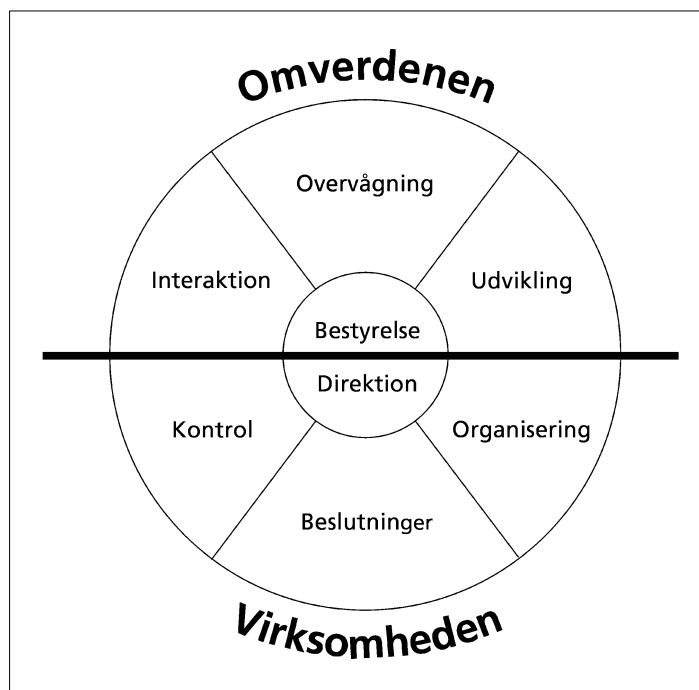 Omverdenen
Overvågning
Interaktion
Udvikling
Bestyrelse
Direktion
Kontrol
Organisering
Beslutninger
Virksomheden